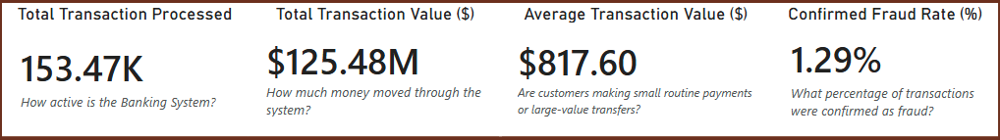 Total Transaction Processed
153.47K
How active is the Banking System?
Total Transaction Value ($)
$125.48M
How much money moved through the
system?
Average Transaction Value ($)
$817.60
Are customers making small routine payments
or large-value transfers?
Confirmed Fraud Rate (%)
1.29%
What percentage of transactions
were confirmed as fraud?